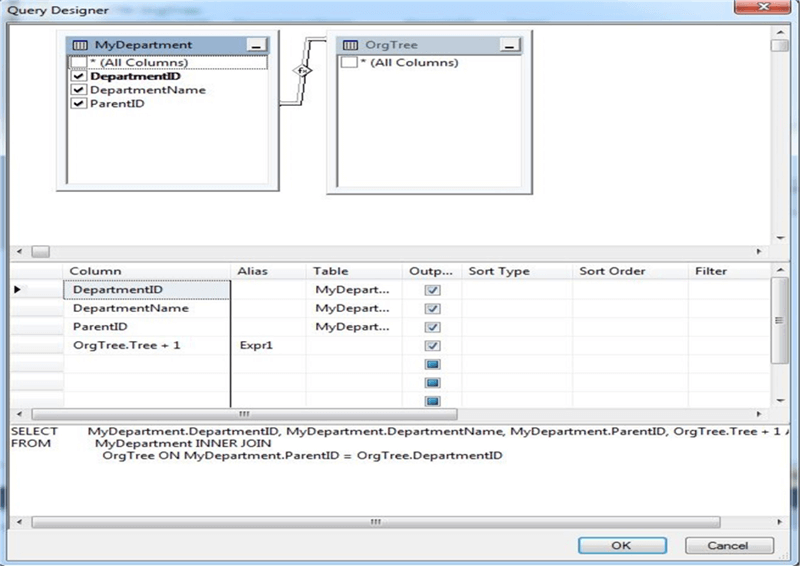 Query Designer
MyDepartment
* (All Columns)
DepartmentID
DepartmentName
ParentID
OrgTree
* (All Columns)
Column Alias Table Outp... Sort Type Sort Order Filter
DepartmentID MyDepart...
DepartmentName MyDepart...
ParentID MyDepart...
OrgTree.Tree + 1 Expr1
SELECT MyDepartment.DepartmentID, MyDepartment.DepartmentName, MyDepartment.ParentID, OrgTree.Tree + 1
FROM MyDepartment INNER JOIN
OrgTree ON MyDepartment.ParentID = OrgTree.DepartmentID
OK Cancel